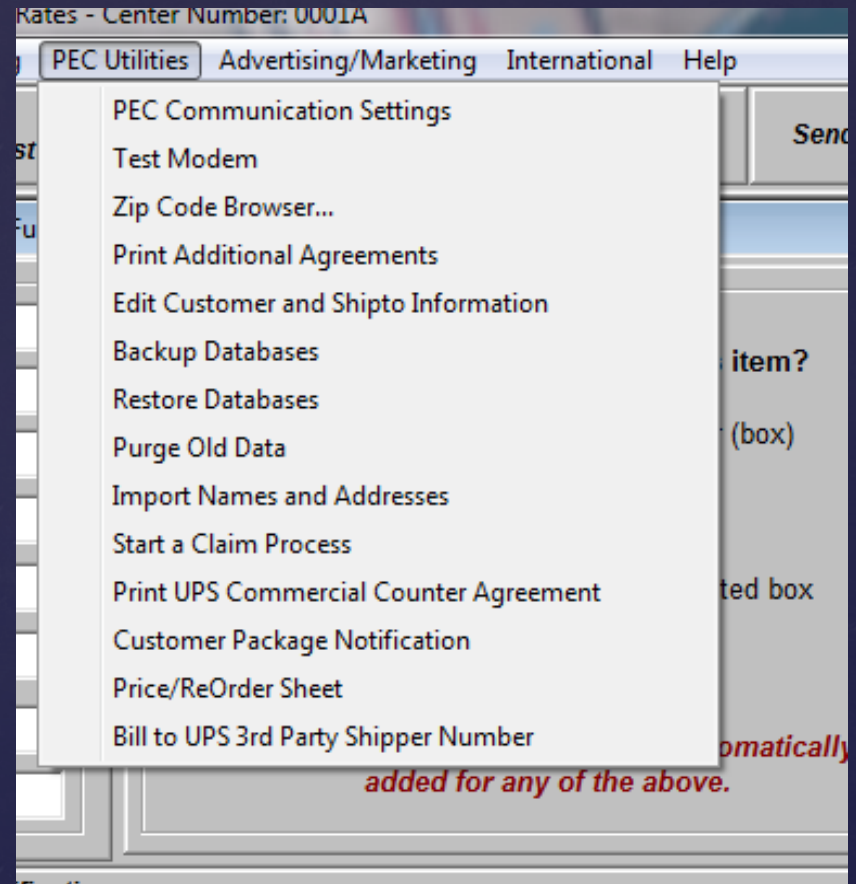 Rates - Center Number: 0001A
PEC Utilities Advertising/Marketing International Help
PEC Communication Settings
Test Modem
Zip Code Browser...
Print Additional Agreements
Edit Customer and Shipto Information
Backup Databases
Restore Databases
Purge Old Data
Import Names and Addresses
Start a Claim Process
Print UPS Commercial Counter Agreement
Customer Package Notification
Price/ReOrder Sheet
Bill to UPS 3rd Party Shipper Number
item?
(box)
box
added for any of the above.